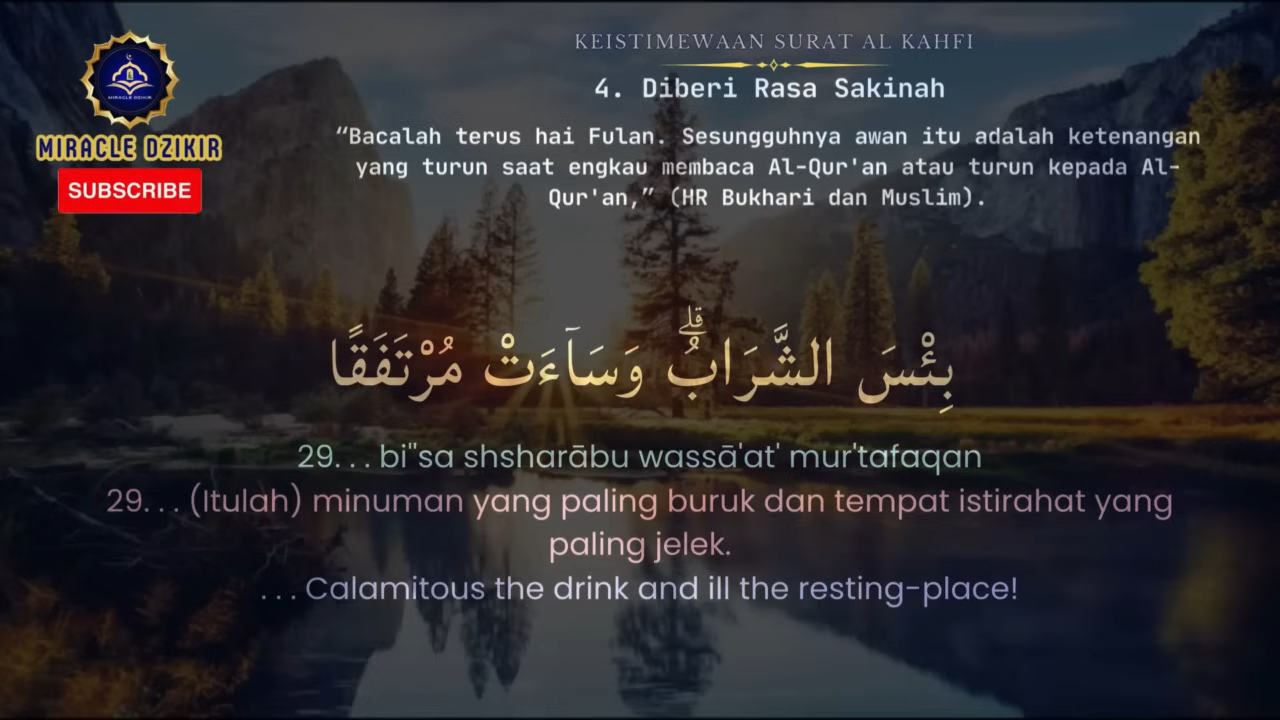 KEISTIMEWAAN SURAT AL KAHFI
4. Diberi Rasa Sakinah
“Bacalah terus hai Fulan. Sesungguhnya awan itu adalah ketenangan
yang turun saat engkau membaca Al-Qur'an atau turun kepada Al-
Qur'an,” (HR Bukhari dan Muslim).
MIRACLE DZIKIR
MIRACLE DZIKIR
SUBSCRIBE
بِئْسَ الشَّرَابُۗ وَسَاۤءَتْ مُرْتَفَقًا
29. . . bi"sa shsharābu wassā'at' mur'tafaqan
29. . . (Itulah) minuman yang paling buruk dan tempat istirahat yang
paling jelek.
. . . Calamitous the drink and ill the resting-place!